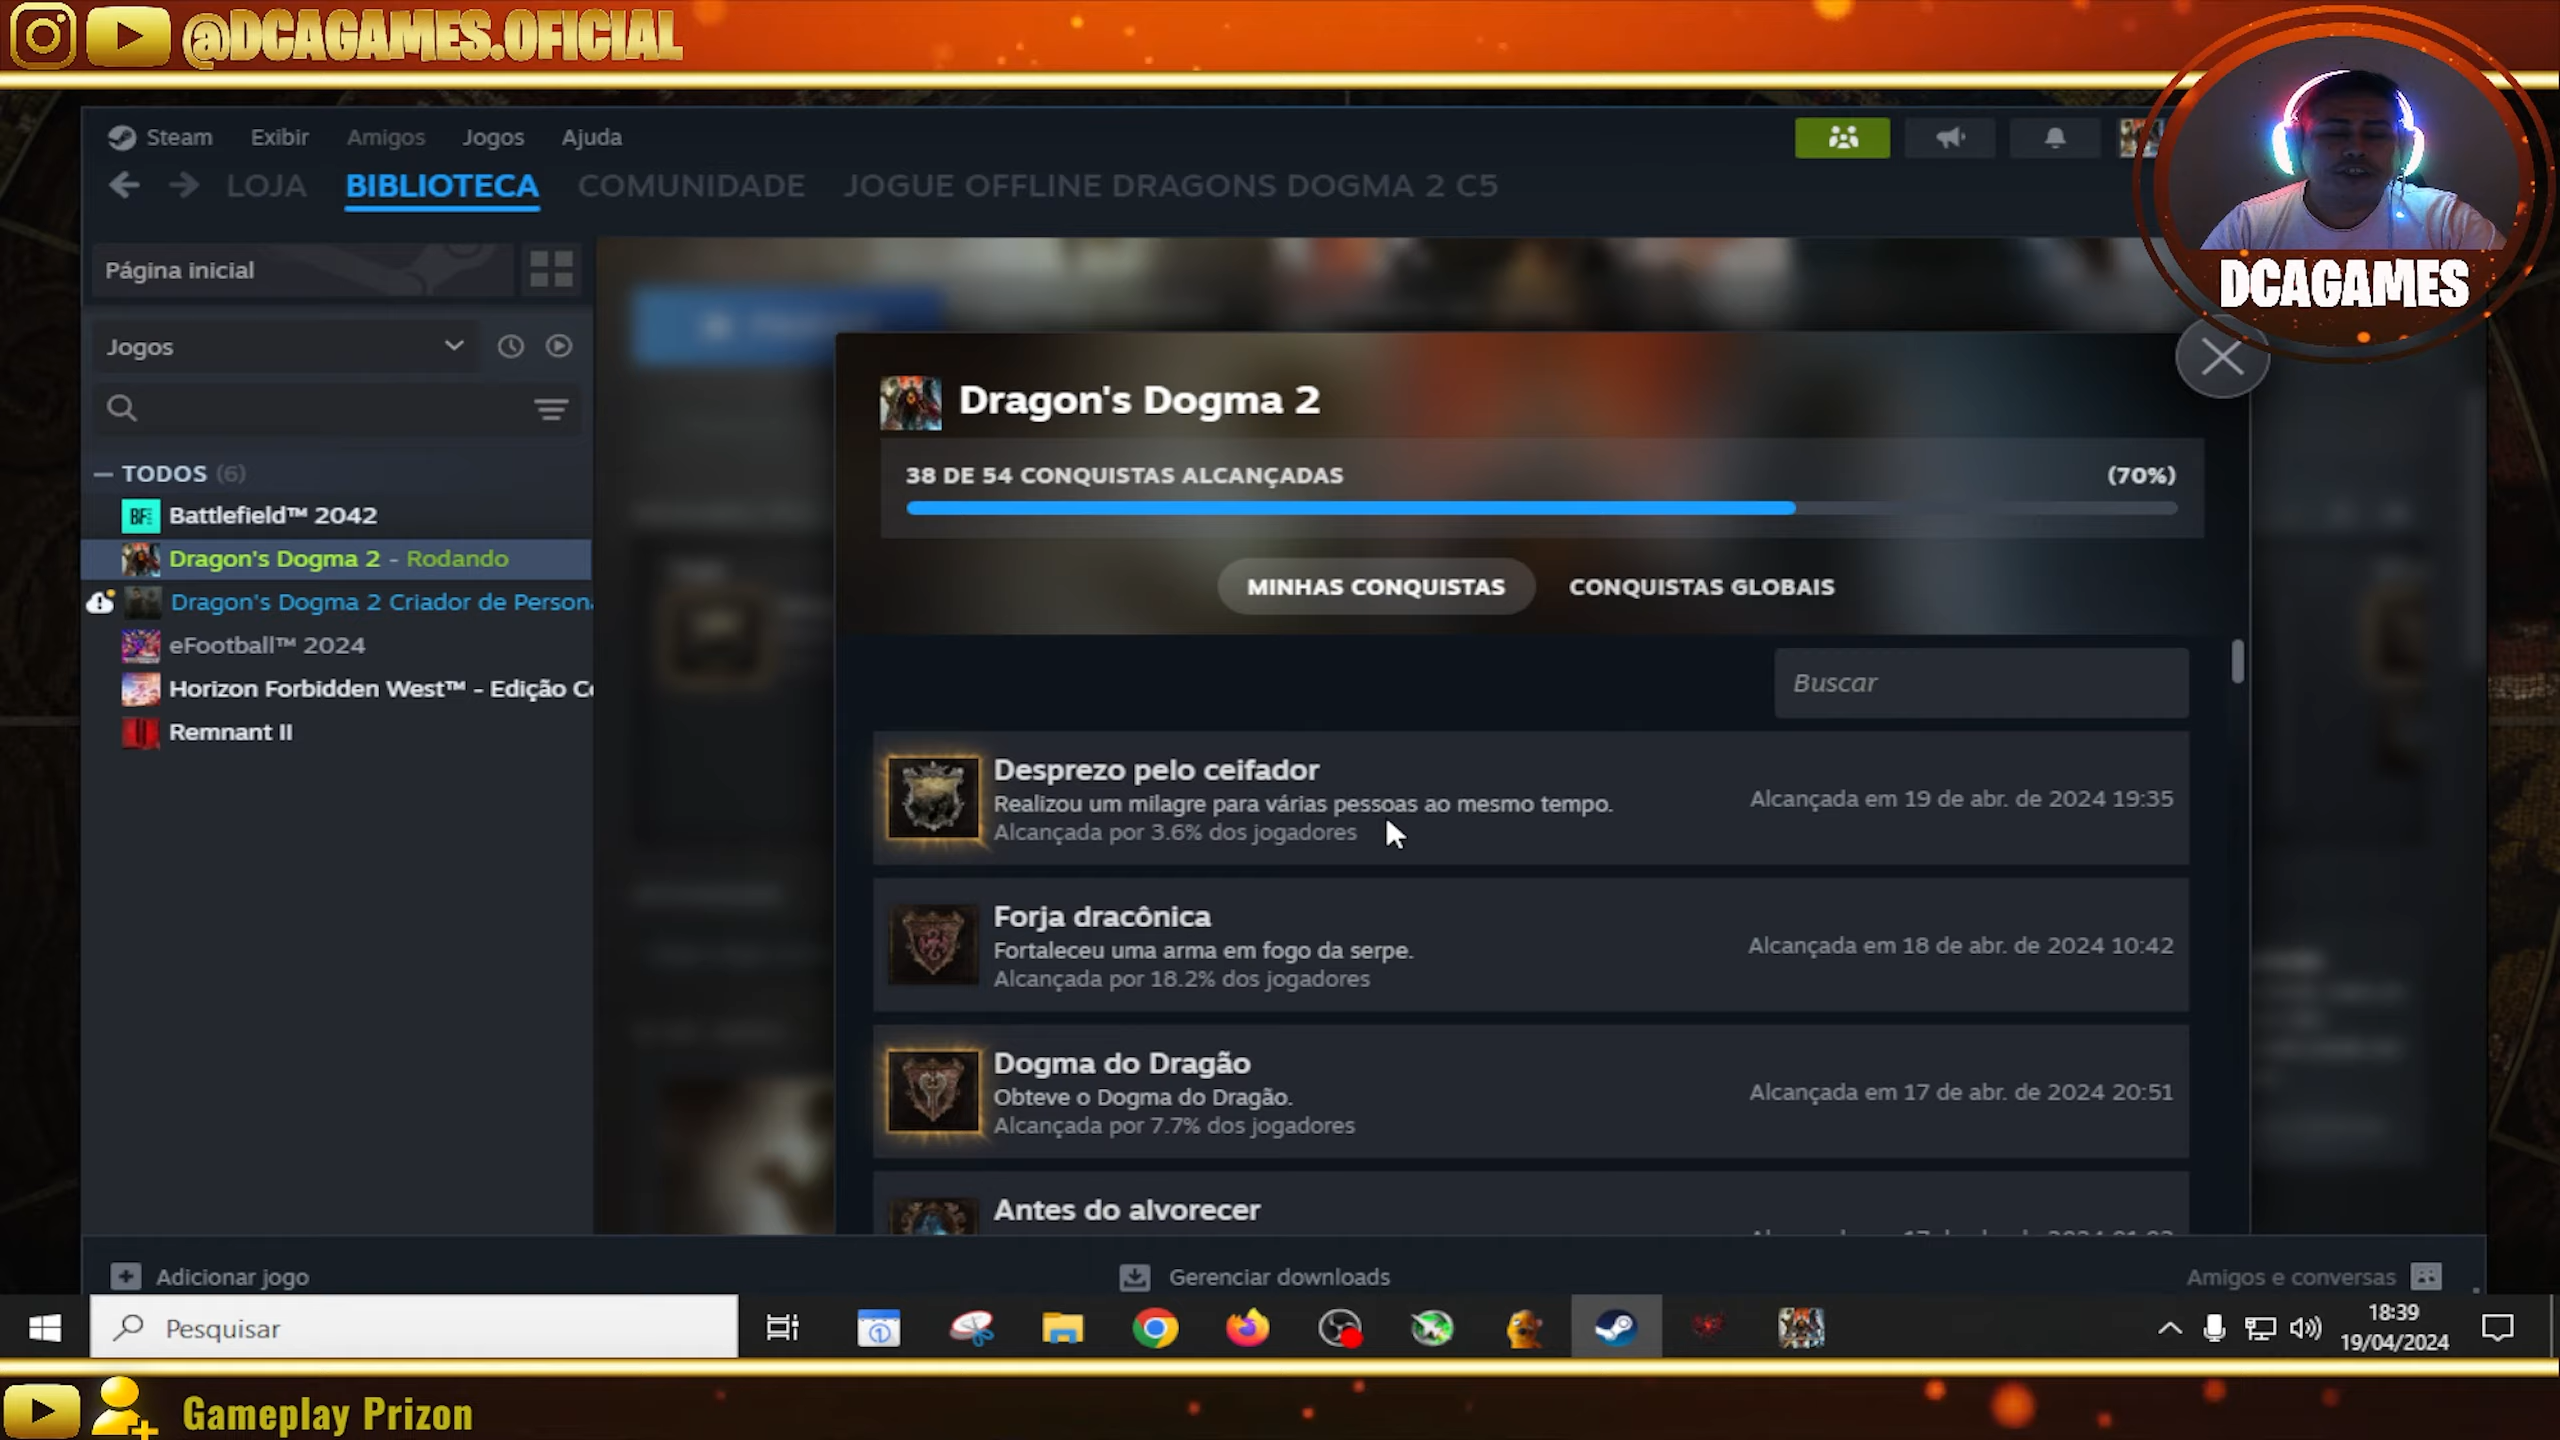 @DCAGAMES.OFICIAL
DCAGAMES
Steam
Exibir
Amigos
Jogos
Ajuda
LOJA
BIBLIOTECA
COMUNIDADE
JOGUE OFFLINE DRAGONS DOGMA 2 C5
Página inicial
Jogos
TODOS (6)
BF
Battlefield™ 2042
Dragon's Dogma 2 - Rodando
Dragon's Dogma 2 Criador de Person
eFootball™ 2024
Horizon Forbidden West™ - Edição C
Remnant II
Dragon's Dogma 2
38 DE 54 CONQUISTAS ALCANÇADAS
(70%)
MINHAS CONQUISTAS
CONQUISTAS GLOBAIS
Buscar
Desprezo pelo ceifador
Realizou um milagre para várias pessoas ao mesmo tempo.
Alcançada por 3.6% dos jogadores
Alcançada em 19 de abr. de 2024 19:35
Forja dracônica
Fortaleceu uma arma em fogo da serpe.
Alcançada por 18.2% dos jogadores
Alcançada em 18 de abr. de 2024 10:42
Dogma do Dragão
Obteve o Dogma do Dragão.
Alcançada por 7.7% dos jogadores
Alcançada em 17 de abr. de 2024 20:51
Antes do alvorecer
Adicionar jogo
Gerenciar downloads
Amigos e conversas
Pesquisar
18:39
19/04/2024
Gameplay Prizon